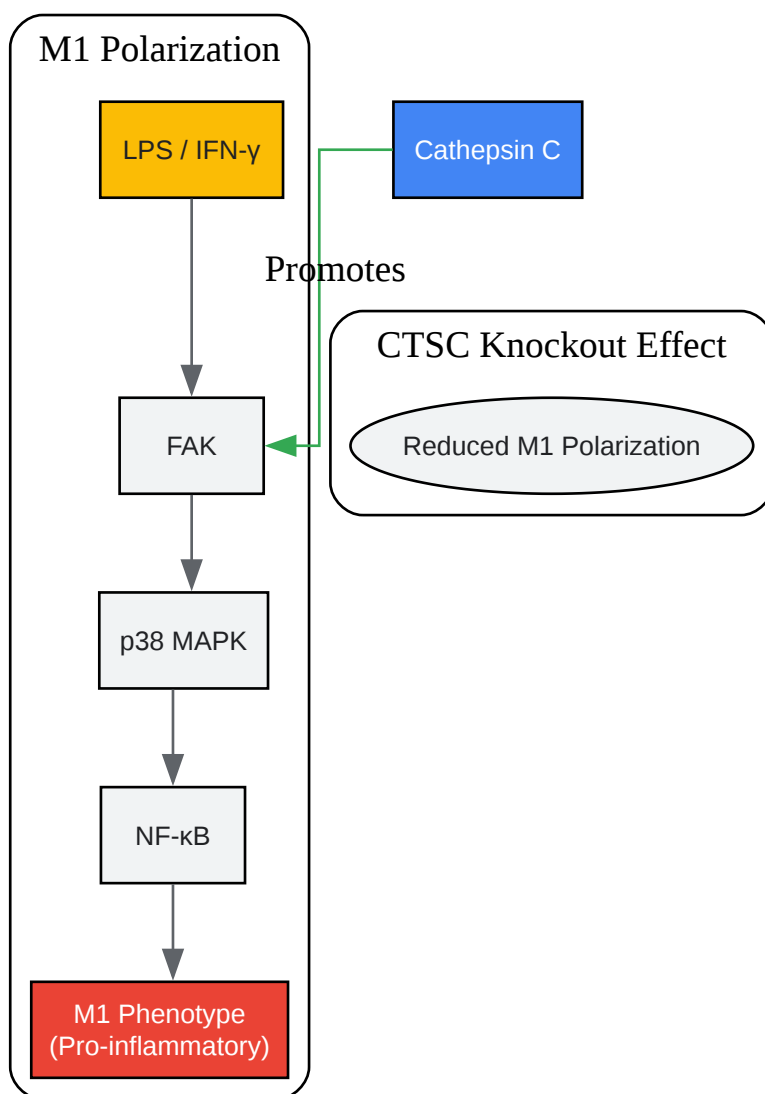 M1 Polarization
LPS / IFN-γ
Cathepsin C
Promotes
CTSC Knockout Effect
FAK
Reduced M1 Polarization
p38 MAPK
NF-κB
M1 Phenotype
(Pro-inflammatory)